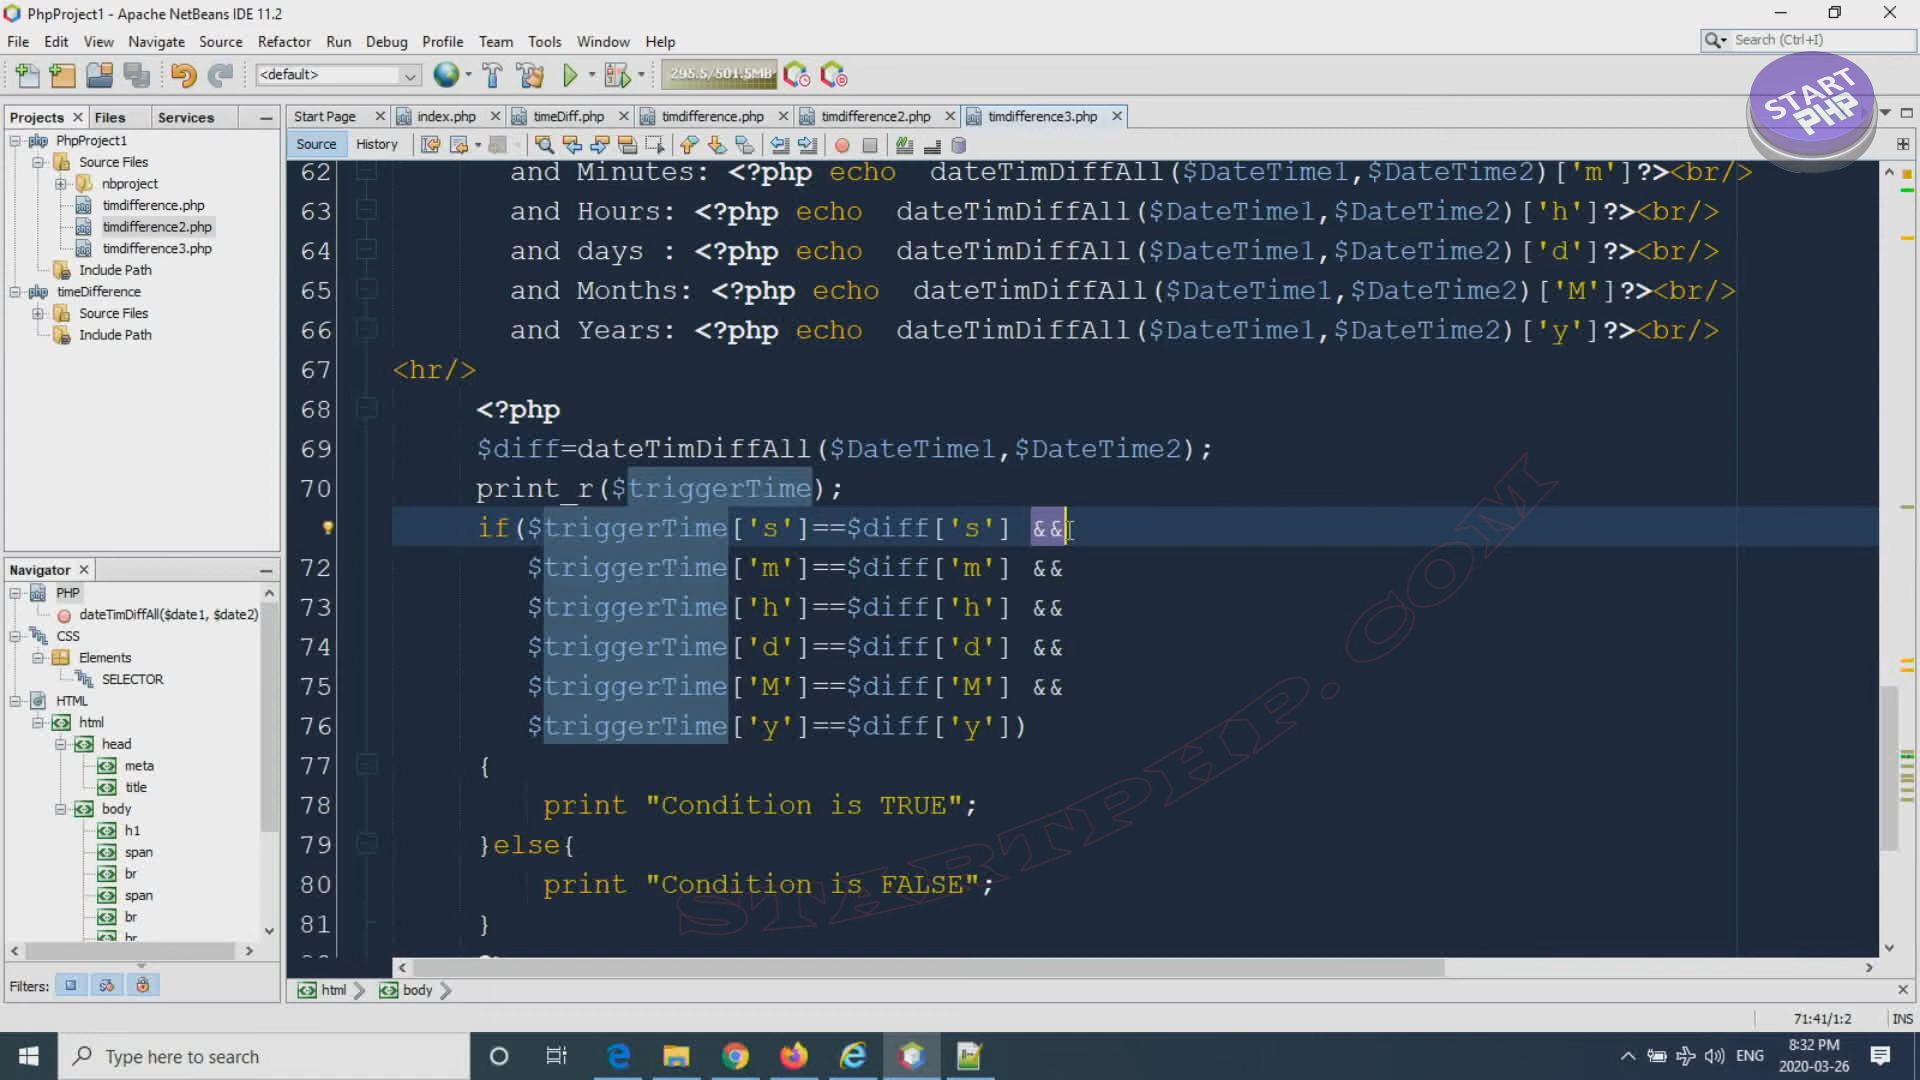 PhpProject1 - Apache NetBeans IDE 11.2
File Edit View Navigate Source Refactor Run Debug Profile Team Tools Window Help
Search (Ctrl+I)
<default>
295.5/501.5MB
START PHP
Projects Files Services
Start Page index.php timeDiff.php timdifference.php timdifference2.php timdifference3.php
Source History
PhpProject1
Source Files
nbproject
timdifference.php
timdifference2.php
timdifference3.php
Include Path
timeDifference
Source Files
Include Path
62 and Minutes: <?php echo dateTimDiffAll($DateTime1,$DateTime2)['m']?><br/>
63 and Hours: <?php echo dateTimDiffAll($DateTime1,$DateTime2)['h']?><br/>
64 and days : <?php echo dateTimDiffAll($DateTime1,$DateTime2)['d']?><br/>
65 and Months: <?php echo dateTimDiffAll($DateTime1,$DateTime2)['M']?><br/>
66 and Years: <?php echo dateTimDiffAll($DateTime1,$DateTime2)['y']?><br/>
67 <hr/>
68 <?php
69 $diff=dateTimDiffAll($DateTime1,$DateTime2);
70 print_r($triggerTime);
if($triggerTime['s']==$diff['s'] &&
72 $triggerTime['m']==$diff['m'] &&
73 $triggerTime['h']==$diff['h'] &&
74 $triggerTime['d']==$diff['d'] &&
75 $triggerTime['M']==$diff['M'] &&
76 $triggerTime['y']==$diff['y'])
77 {
78 print "Condition is TRUE";
79 }else{
80 print "Condition is FALSE";
81 }
STARTPHP.COM
Navigator
PHP
dateTimDiffAll($date1, $date2)
CSS
Elements
SELECTOR
HTML
html
head
meta
title
body
h1
span
br
span
br
br
Filters:
html body
71:41/1:2 INS
Type here to search
ENG
8:32 PM
2020-03-26